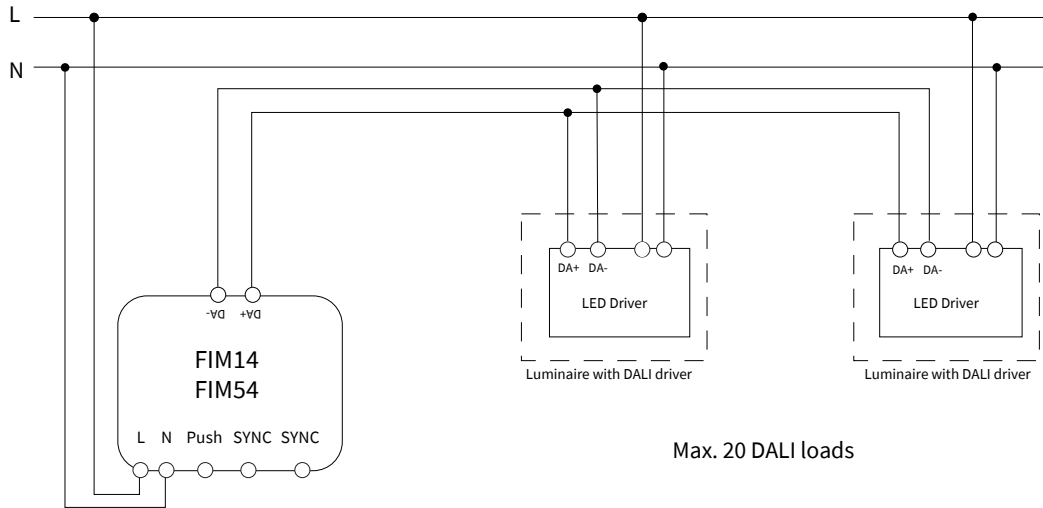 L
N
DA-
DA+
FIM14
FIM54
L N Push SYNC SYNC
DA+ DA-
LED Driver
Luminaire with DALI driver
DA+ DA-
LED Driver
Luminaire with DALI driver
Max. 20 DALI loads